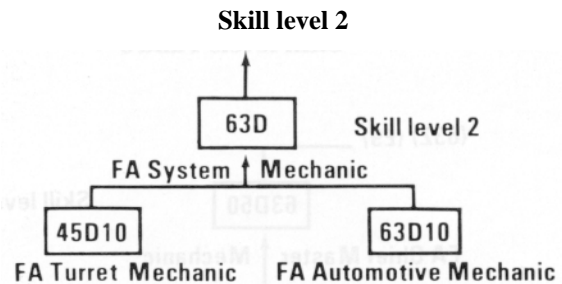 Skill level 2
63D
Skill level 2
FA System Mechanic
45D10
63D10
FA Turret Mechanic
FA Automotive Mechanic